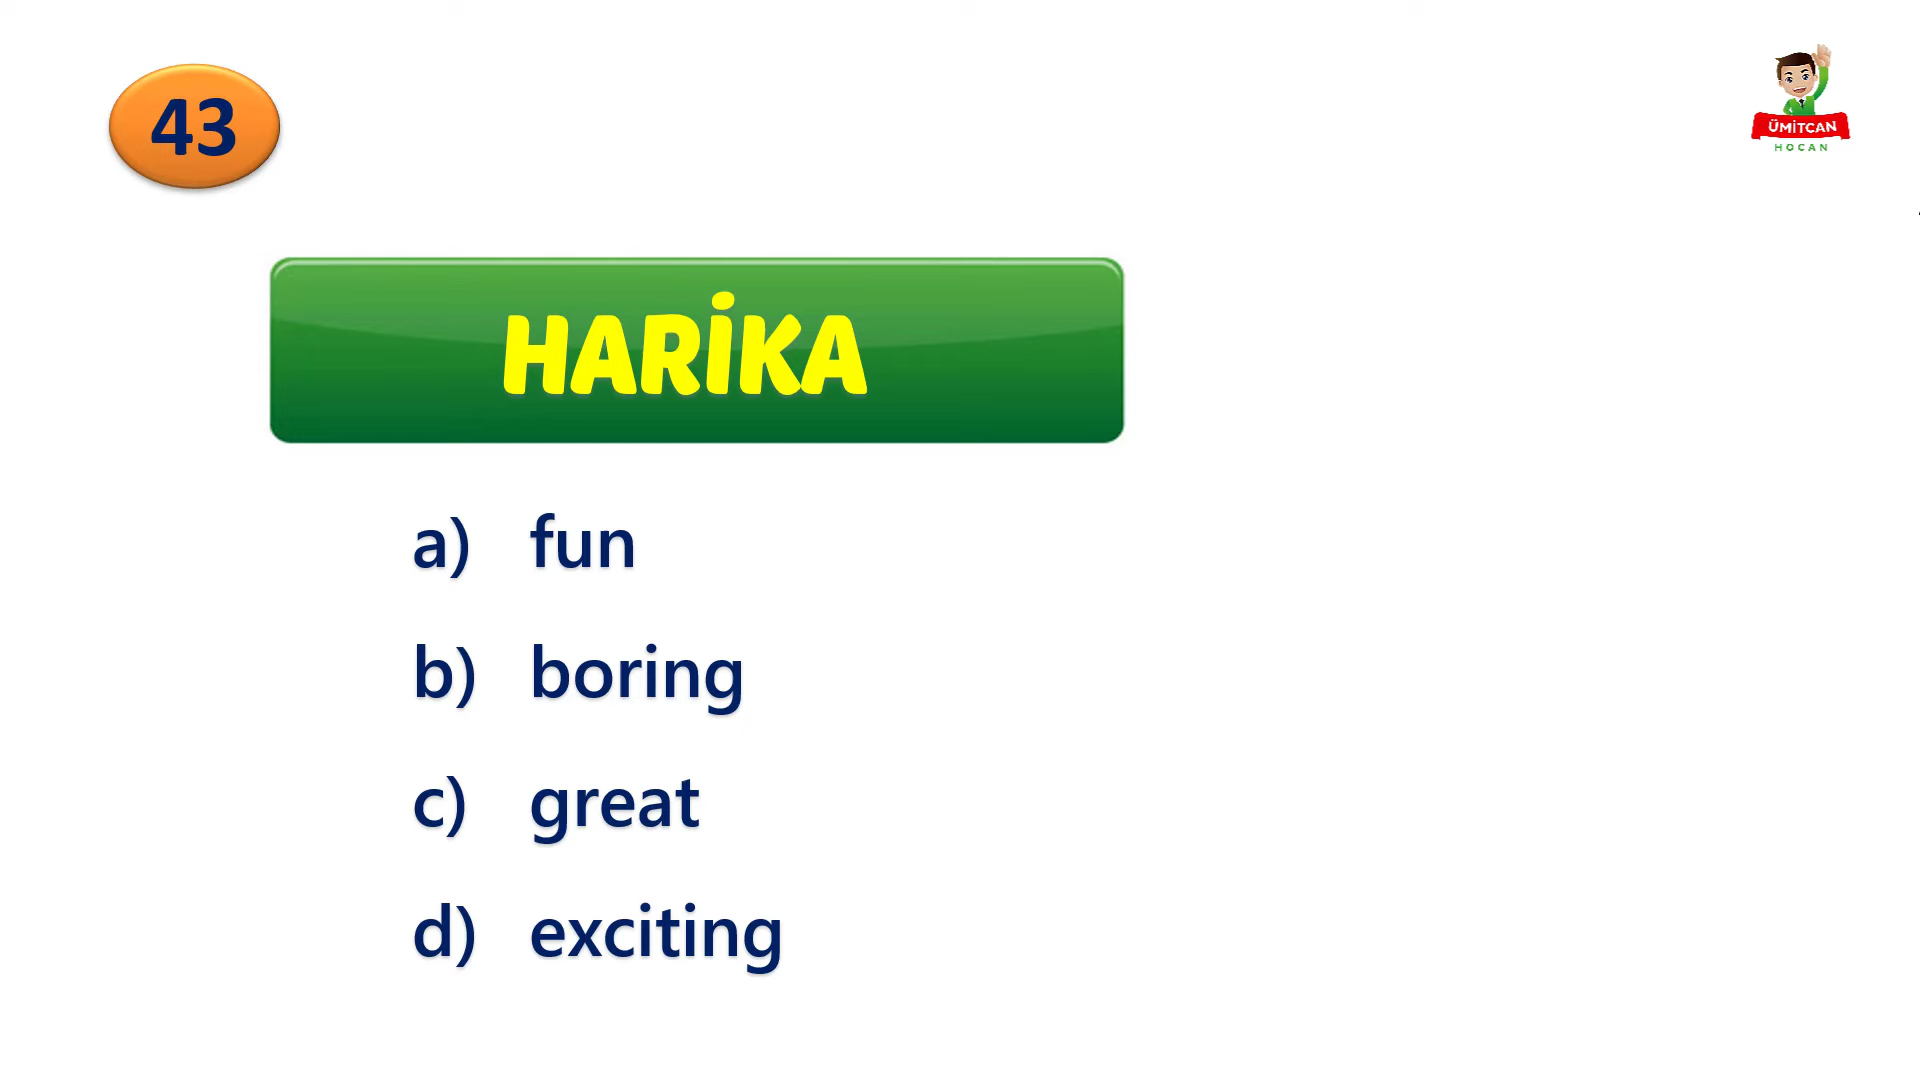 43
ÜMİTCAN
HOCAN
HARİKA
a) fun
b) boring
c) great
d) exciting